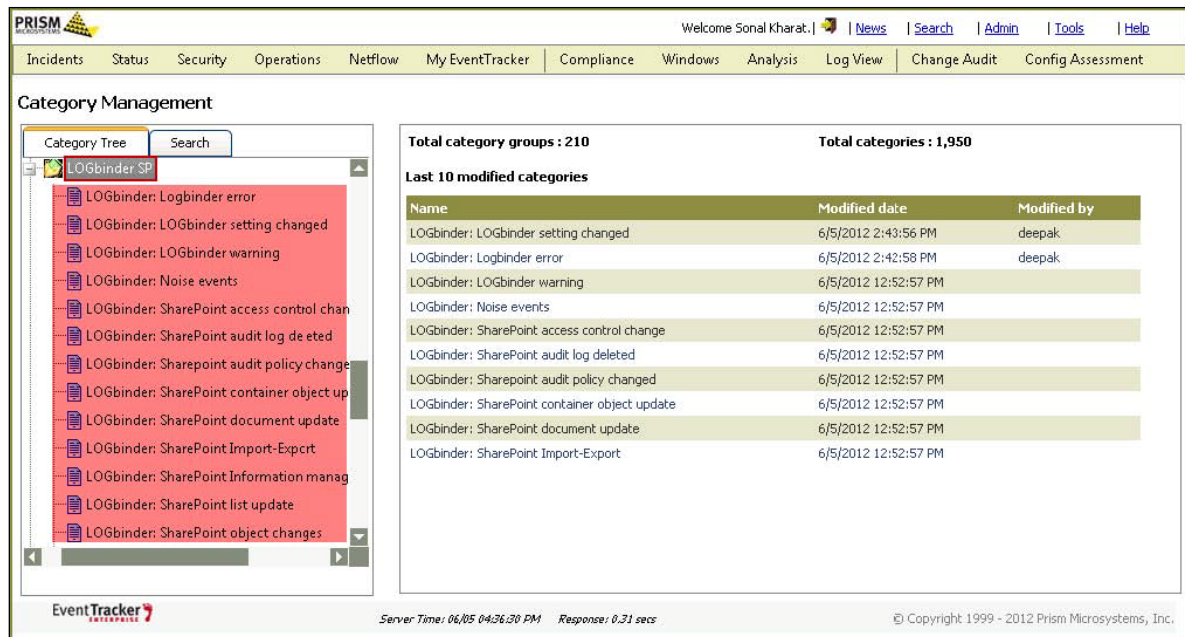 PRISM
MICROSYSTEMS
Welcome Sonal Kharat. | | News | Search | Admin | Tools | Help
Incidents Status Security Operations Netflow My EventTracker Compliance Windows Analysis Log View Change Audit Config Assessment
Category Management
Category Tree Search
LOGbinder SP
LOGbinder: Logbinder error
LOGbinder: LOGbinder setting changed
LOGbinder: LOGbinder warning
LOGbinder: Noise events
LOGbinder: SharePoint access control chan
LOGbinder: SharePoint audit log deleted
LOGbinder: Sharepoint audit policy change
LOGbinder: SharePoint container object up
LOGbinder: SharePoint document update
LOGbinder: SharePoint Import-Export
LOGbinder: SharePoint Information manag
LOGbinder: SharePoint list update
LOGbinder: SharePoint object changes
Total category groups : 210 Total categories : 1,950
Last 10 modified categories
Name Modified date Modified by
LOGbinder: LOGbinder setting changed 6/5/2012 2:43:56 PM deepak
LOGbinder: Logbinder error 6/5/2012 2:42:58 PM deepak
LOGbinder: LOGbinder warning 6/5/2012 12:52:57 PM
LOGbinder: Noise events 6/5/2012 12:52:57 PM
LOGbinder: SharePoint access control change 6/5/2012 12:52:57 PM
LOGbinder: SharePoint audit log deleted 6/5/2012 12:52:57 PM
LOGbinder: Sharepoint audit policy changed 6/5/2012 12:52:57 PM
LOGbinder: SharePoint container object update 6/5/2012 12:52:57 PM
LOGbinder: SharePoint document update 6/5/2012 12:52:57 PM
LOGbinder: SharePoint Import-Export 6/5/2012 12:52:57 PM
EventTracker
ENTERPRISE
Server Time: 06/05 04:36:30 PM Response: 0.31 secs
© Copyright 1999 - 2012 Prism Microsystems, Inc.